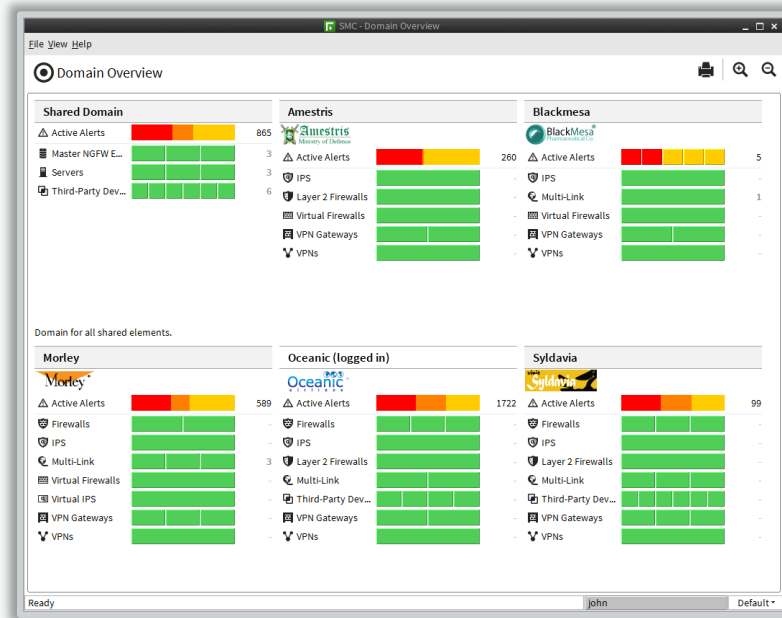 SMC - Domain Overview
File View Help
Domain Overview
Shared Domain
Active Alerts 865
Master NGFW E... 3
Servers 3
Third-Party Dev... 6
Domain for all shared elements.
Amestris
Amestris
Ministry of Defence
Active Alerts 260
IPS -
Layer 2 Firewalls -
Virtual Firewalls -
VPN Gateways -
VPNs -
Blackmesa
BlackMesa
Pharmaceutical Co.
Active Alerts 5
IPS -
Multi-Link 1
Virtual Firewalls -
VPN Gateways -
VPNs -
Morley
Morley
Active Alerts 589
Firewalls -
IPS -
Multi-Link 3
Virtual Firewalls -
Virtual IPS -
VPN Gateways -
VPNs -
Oceanic (logged in)
Oceanic
airlines
Active Alerts 1722
Firewalls -
IPS -
Layer 2 Firewalls -
Multi-Link -
Third-Party Dev... -
VPN Gateways -
VPNs -
Syldavia
visit
Syldavia
Active Alerts 99
Firewalls -
IPS -
Layer 2 Firewalls -
Multi-Link -
Third-Party Dev... -
VPN Gateways -
VPNs -
Ready
john
Default